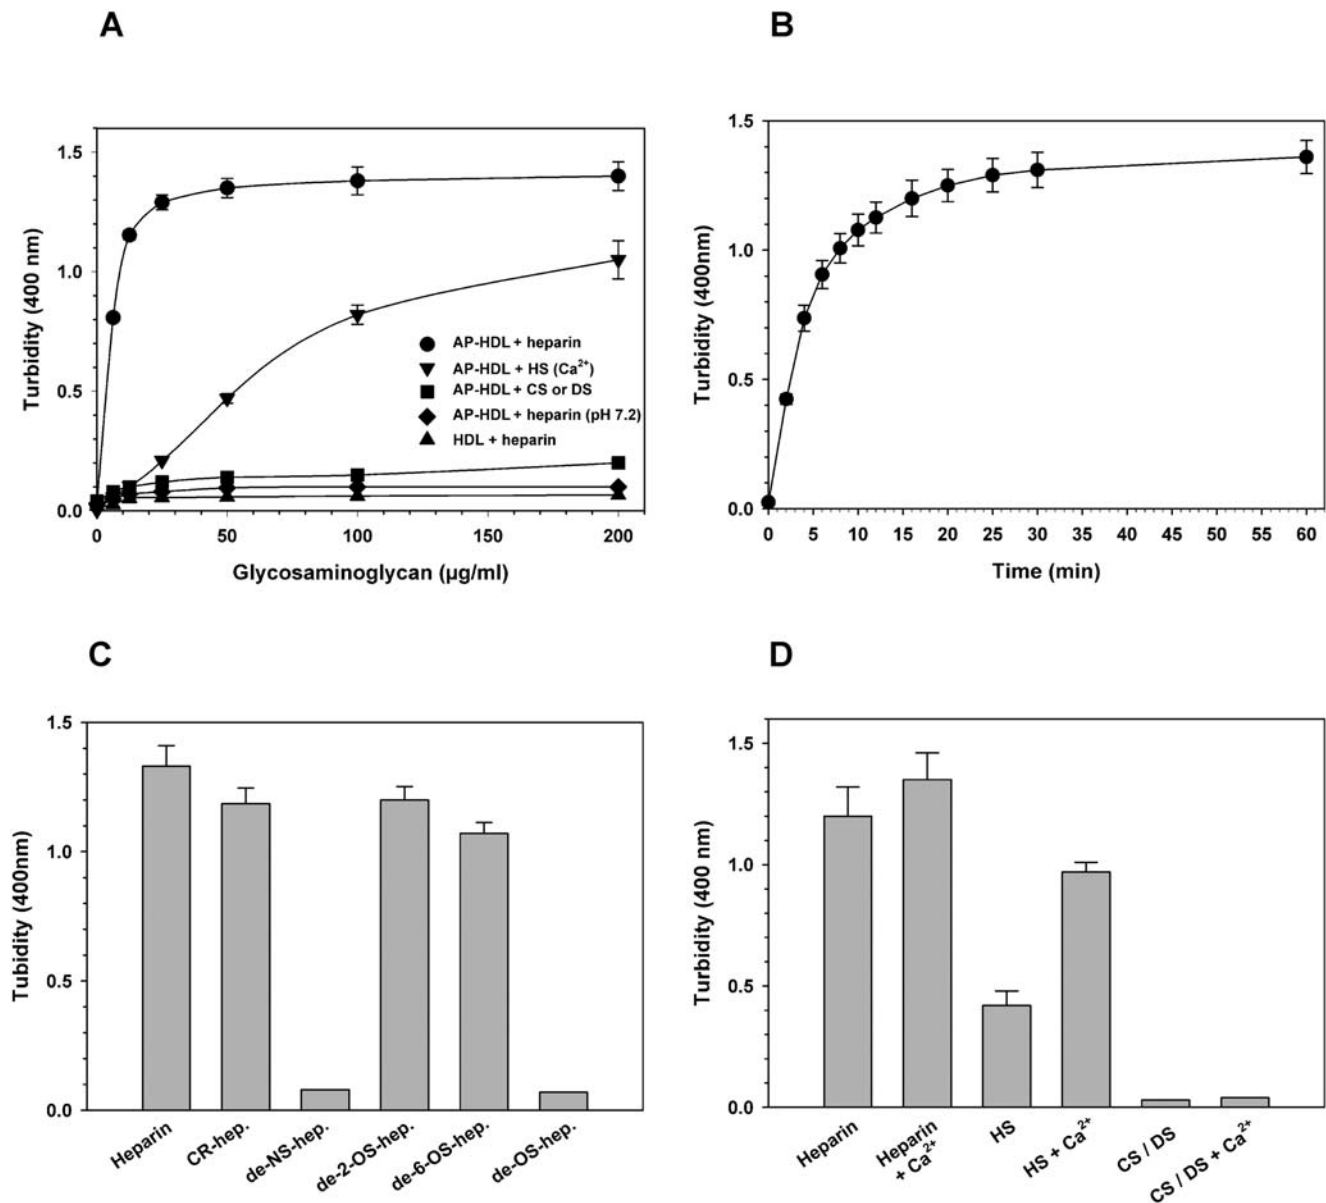 A
1.5
1.0
0.5
0.0
Turbidity (400 nm)
AP-HDL + heparin
AP-HDL + HS (Ca²⁺)
AP-HDL + CS or DS
AP-HDL + heparin (pH 7.2)
HDL + heparin
0 50 100 150 200
Glycosaminoglycan (µg/ml)
B
1.5
1.0
0.5
0.0
Turbidity (400nm)
0 5 10 15 20 25 30 35 40 45 50 55 60
Time (min)
C
1.5
1.0
0.5
0.0
Tubidity (400nm)
Heparin
CR-hep.
de-NS-hep.
de-2-OS-hep.
de-6-OS-hep.
de-OS-hep.
D
1.5
1.0
0.5
0.0
Turbidity (400 nm)
Heparin
Heparin
+ Ca²⁺
HS
HS + Ca²⁺
CS / DS
CS / DS + Ca²⁺